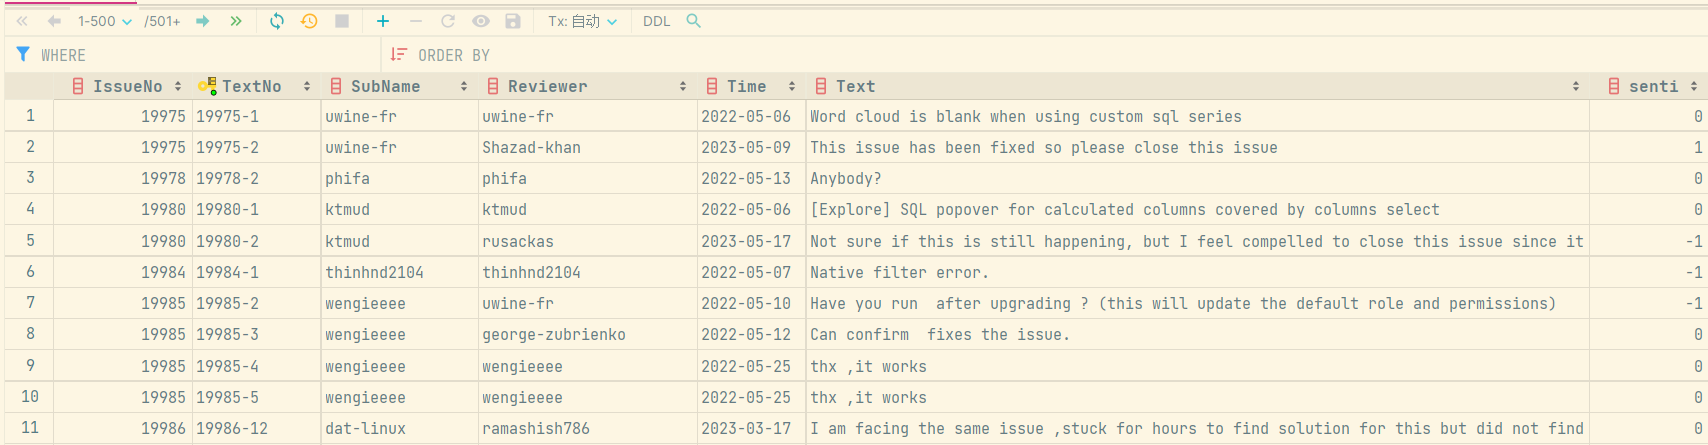 1-500 /501+ Tx: 自动 DDL
WHERE ORDER BY
IssueNo TextNo SubName Reviewer Time Text senti
1 19975 19975-1 uwine-fr uwine-fr 2022-05-06 Word cloud is blank when using custom sql series 0
2 19975 19975-2 uwine-fr Shazad-khan 2023-05-09 This issue has been fixed so please close this issue 1
3 19978 19978-2 phifa phifa 2022-05-13 Anybody? 0
4 19980 19980-1 ktmud ktmud 2022-05-06 [Explore] SQL popover for calculated columns covered by columns select 0
5 19980 19980-2 ktmud rusackas 2023-05-17 Not sure if this is still happening, but I feel compelled to close this issue since it -1
6 19984 19984-1 thinhnd2104 thinhnd2104 2022-05-07 Native filter error. -1
7 19985 19985-2 wengieeee uwine-fr 2022-05-10 Have you run  after upgrading ? (this will update the default role and permissions) -1
8 19985 19985-3 wengieeee george-zubrienko 2022-05-12 Can confirm  fixes the issue. 0
9 19985 19985-4 wengieeee wengieeee 2022-05-25 thx ,it works 0
10 19985 19985-5 wengieeee wengieeee 2022-05-25 thx ,it works 0
11 19986 19986-12 dat-linux ramashish786 2023-03-17 I am facing the same issue ,stuck for hours to find solution for this but did not find 0